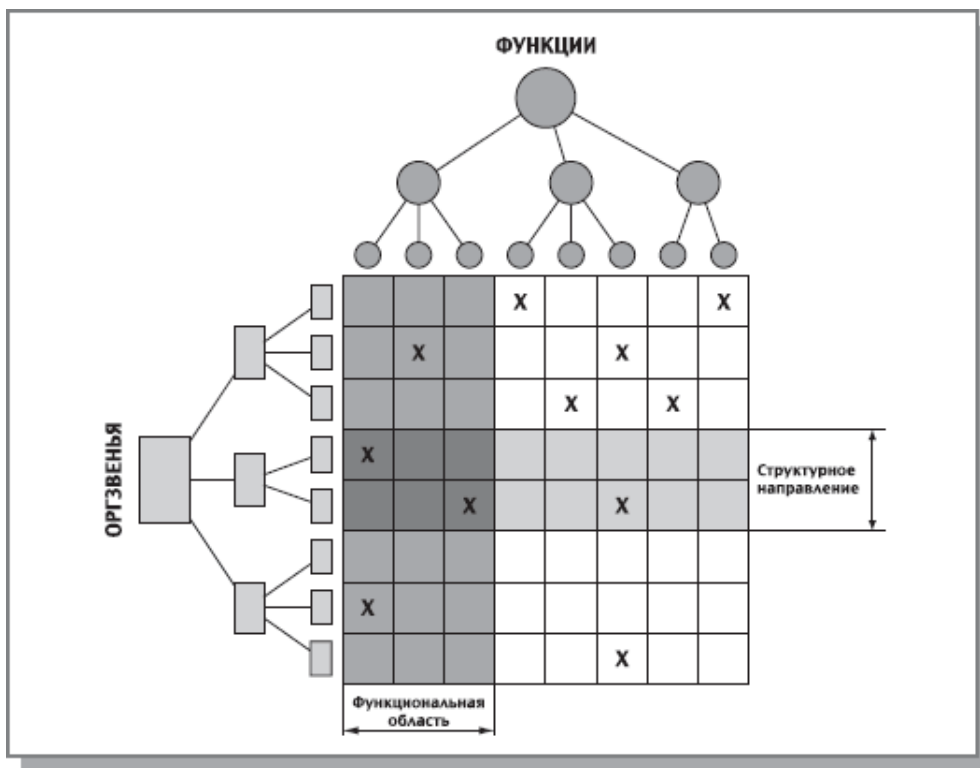 ФУНКЦИИ
X X
X X
X X
ОРГЗВЕНЬЯ
X
Структурное
направление
X X
X
X
Функциональная
область